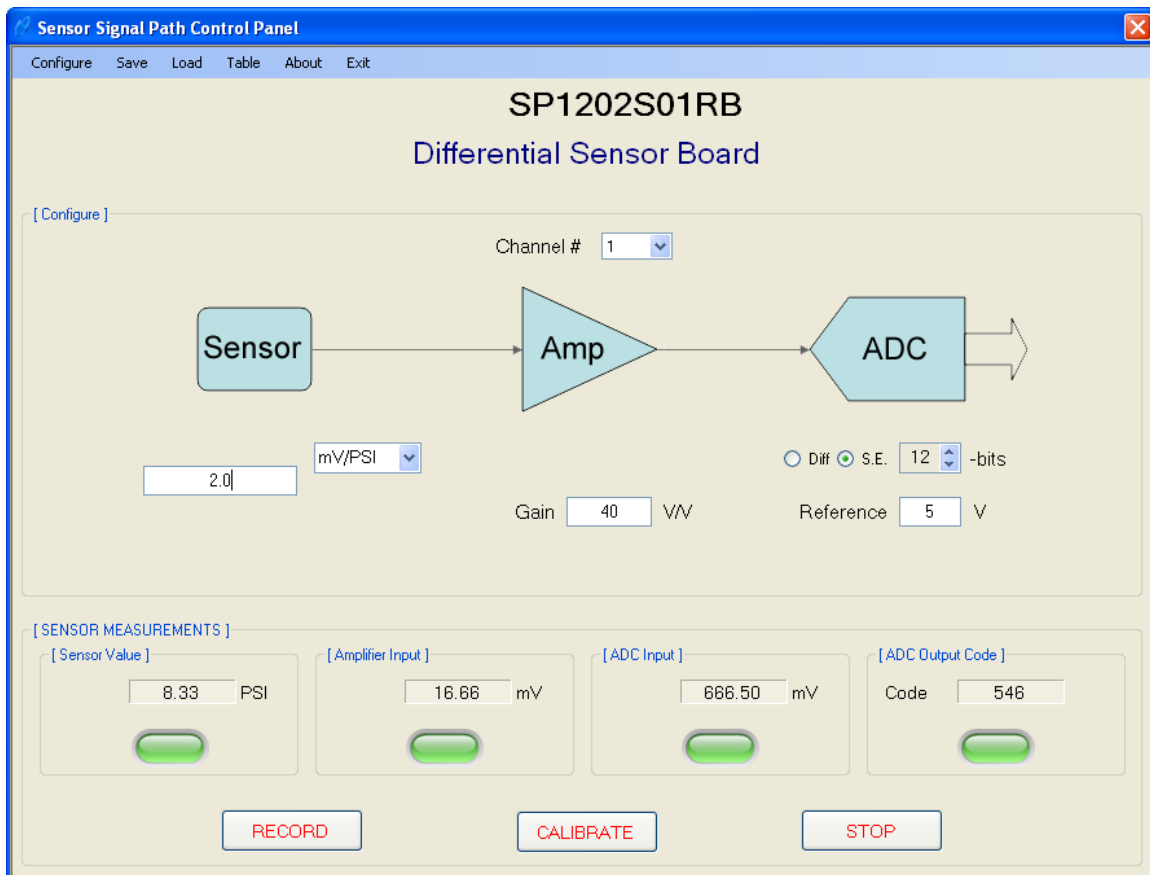 Sensor Signal Path Control Panel
Configure Save Load Table About Exit
SP1202S01RB
Differential Sensor Board
[ Configure ]
Channel # 1
Sensor Amp ADC
mV/PSI
2.0
Diff S.E. 12 -bits
Gain 40 V/V Reference 5 V
[ SENSOR MEASUREMENTS ]
[ Sensor Value ] [ Amplifier Input ] [ ADC Input ] [ ADC Output Code ]
8.33 PSI 16.66 mV 666.50 mV Code 546
RECORD CALIBRATE STOP